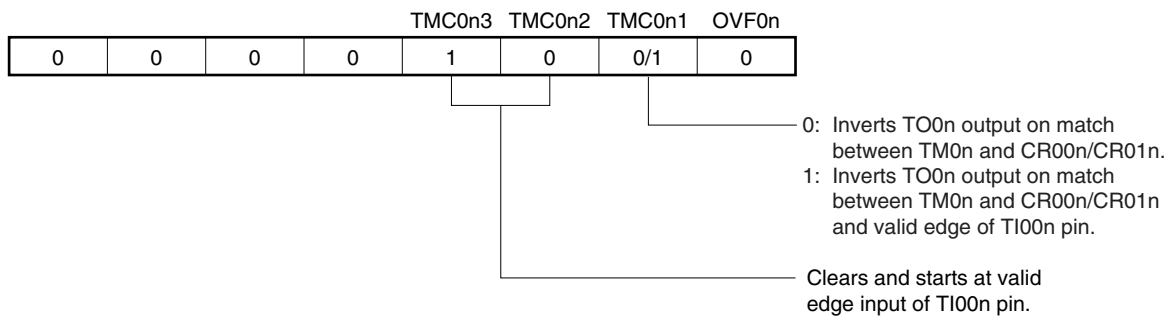 TMC0n3 TMC0n2 TMC0n1 OVF0n
0 0 0 0 1 0 0/1 0
0: Inverts TO0n output on match
between TM0n and CR00n/CR01n.
1: Inverts TO0n output on match
between TM0n and CR00n/CR01n
and valid edge of TI00n pin.
Clears and starts at valid
edge input of TI00n pin.